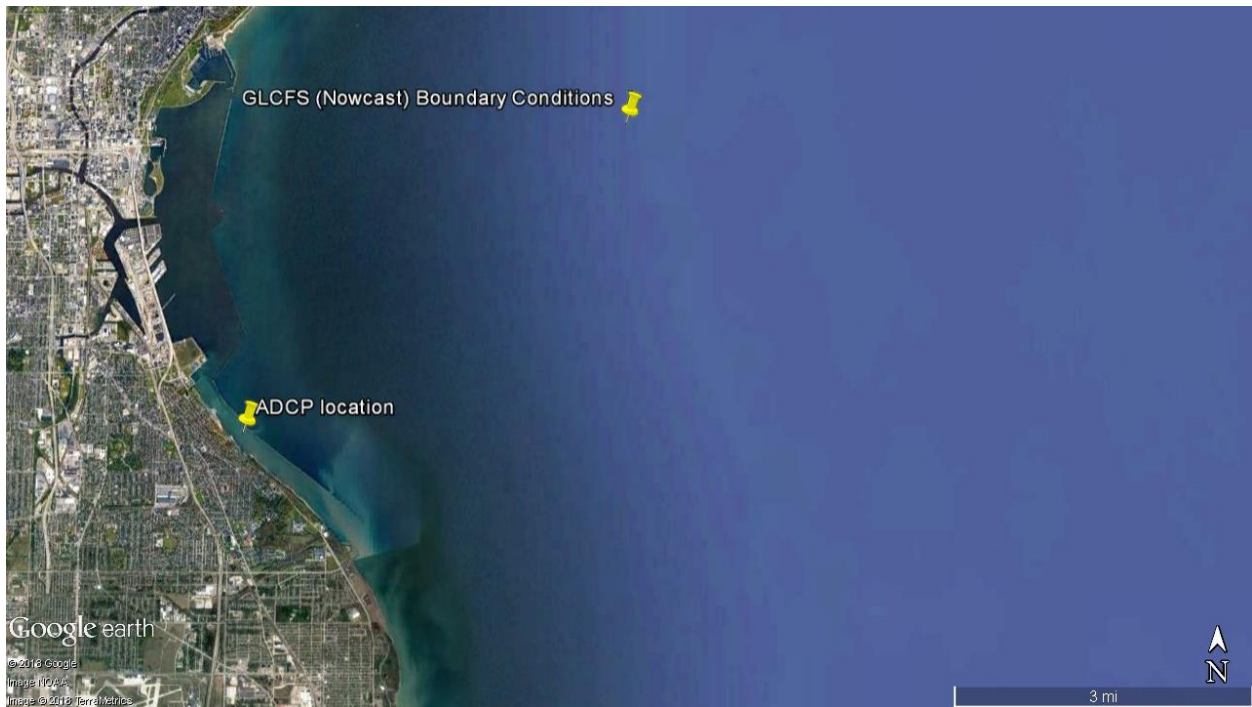 GLCFS (Nowcast) Boundary Conditions
ADCP location
Google earth
© 2018 Google
Image NOAA
Image © 2018 TerraMetrics
N
3 mi